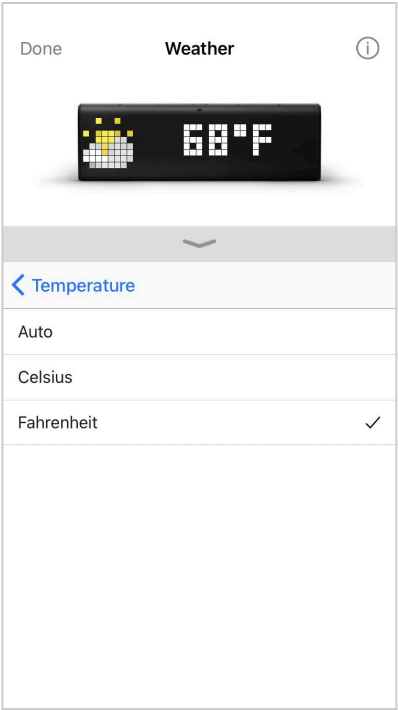 Done Weather
68°F
Temperature
Auto
Celsius
Fahrenheit